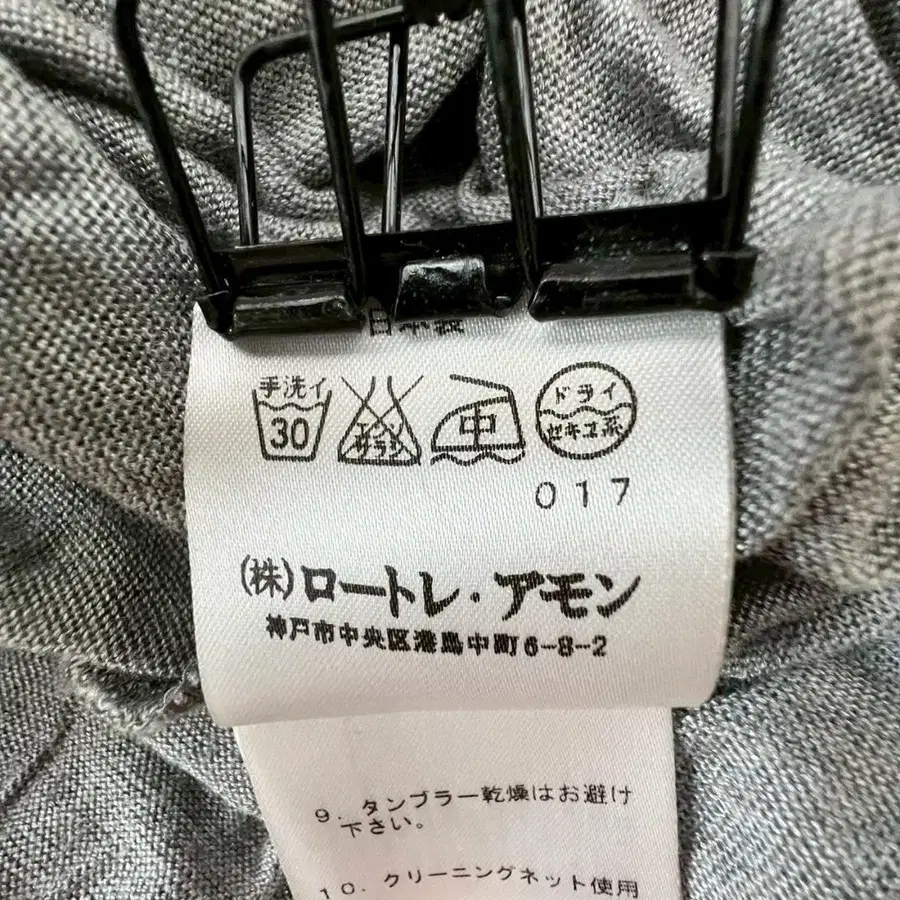 日本製
手洗イ
30
エンソ
サラシ
中
ドライ
セキユ系
017
(株)ロートレ・アモン
神戸市中央区港島中町6-8-2
9. タンブラー乾燥はお避け
下さい。
10. クリーニングネット使用